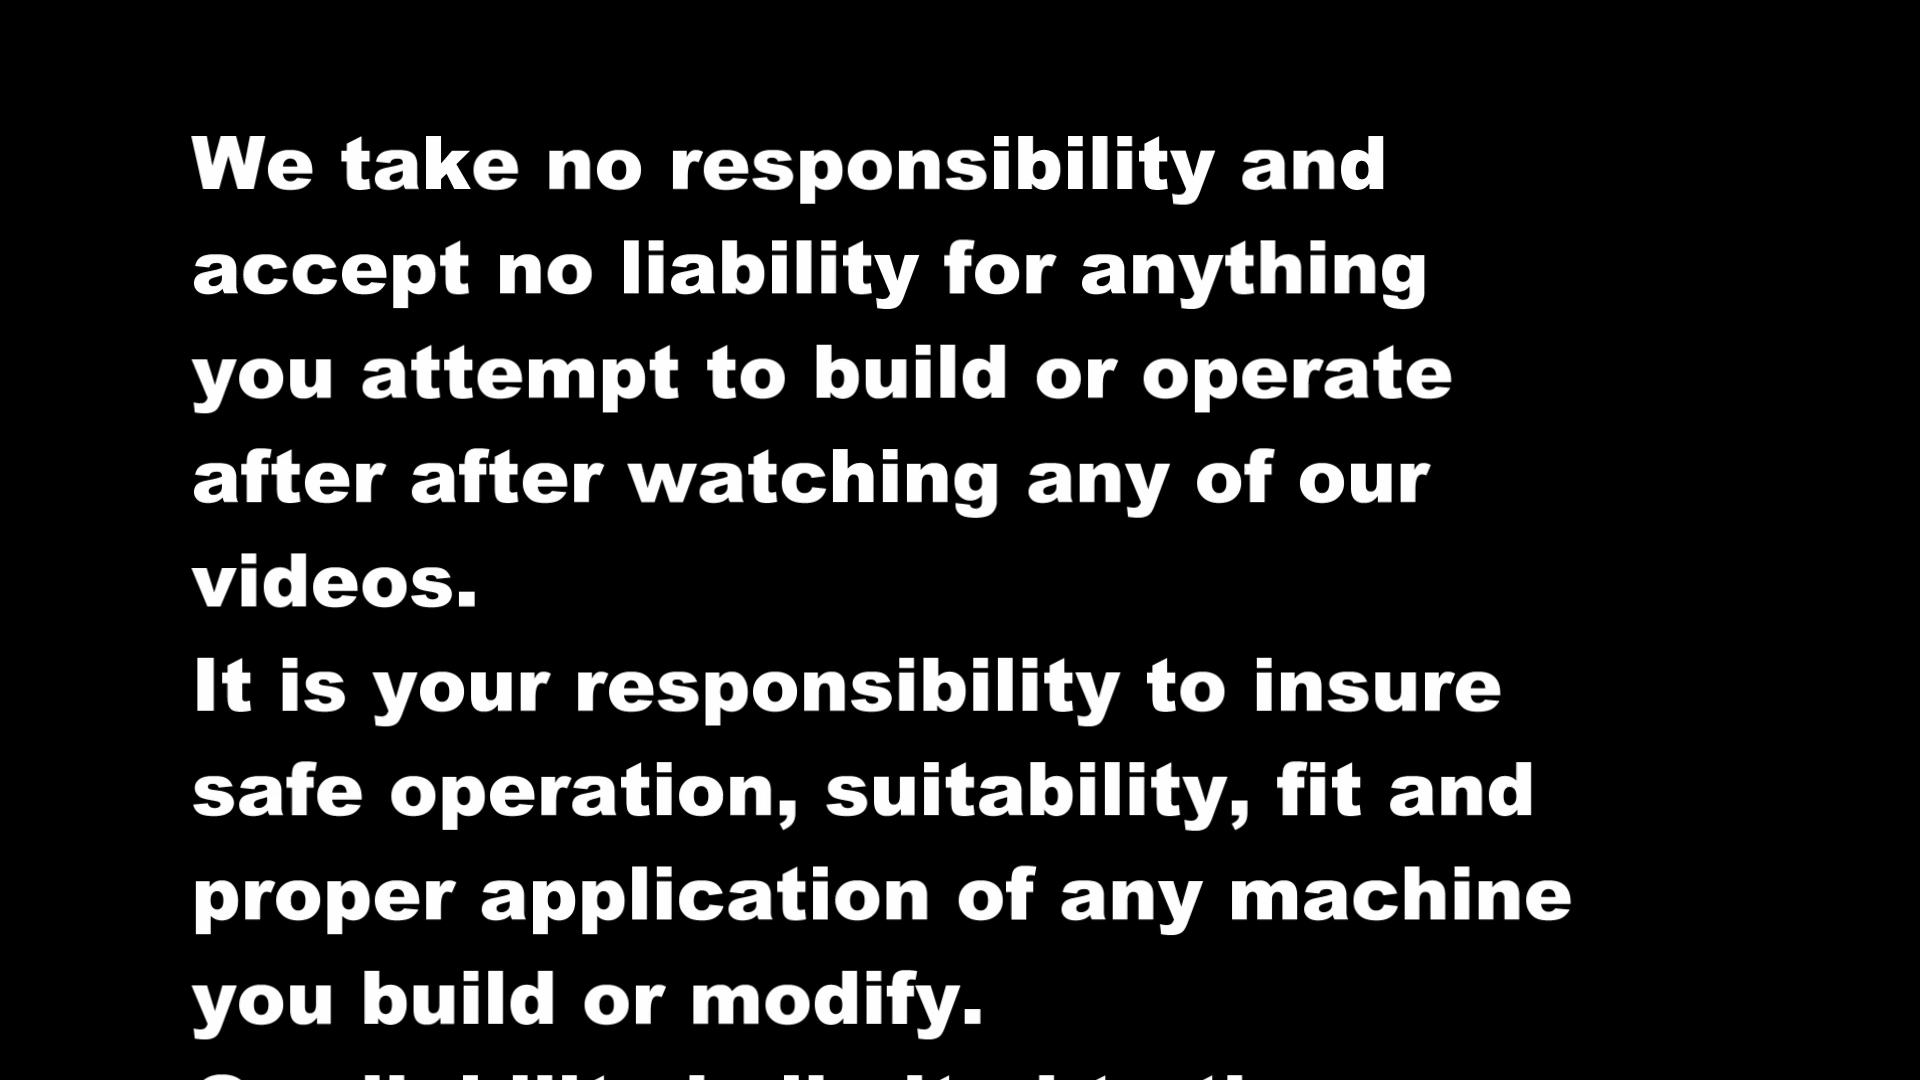 We take no responsibility and
accept no liability for anything
you attempt to build or operate
after after watching any of our
videos.
It is your responsibility to insure
safe operation, suitability, fit and
proper application of any machine
you build or modify.